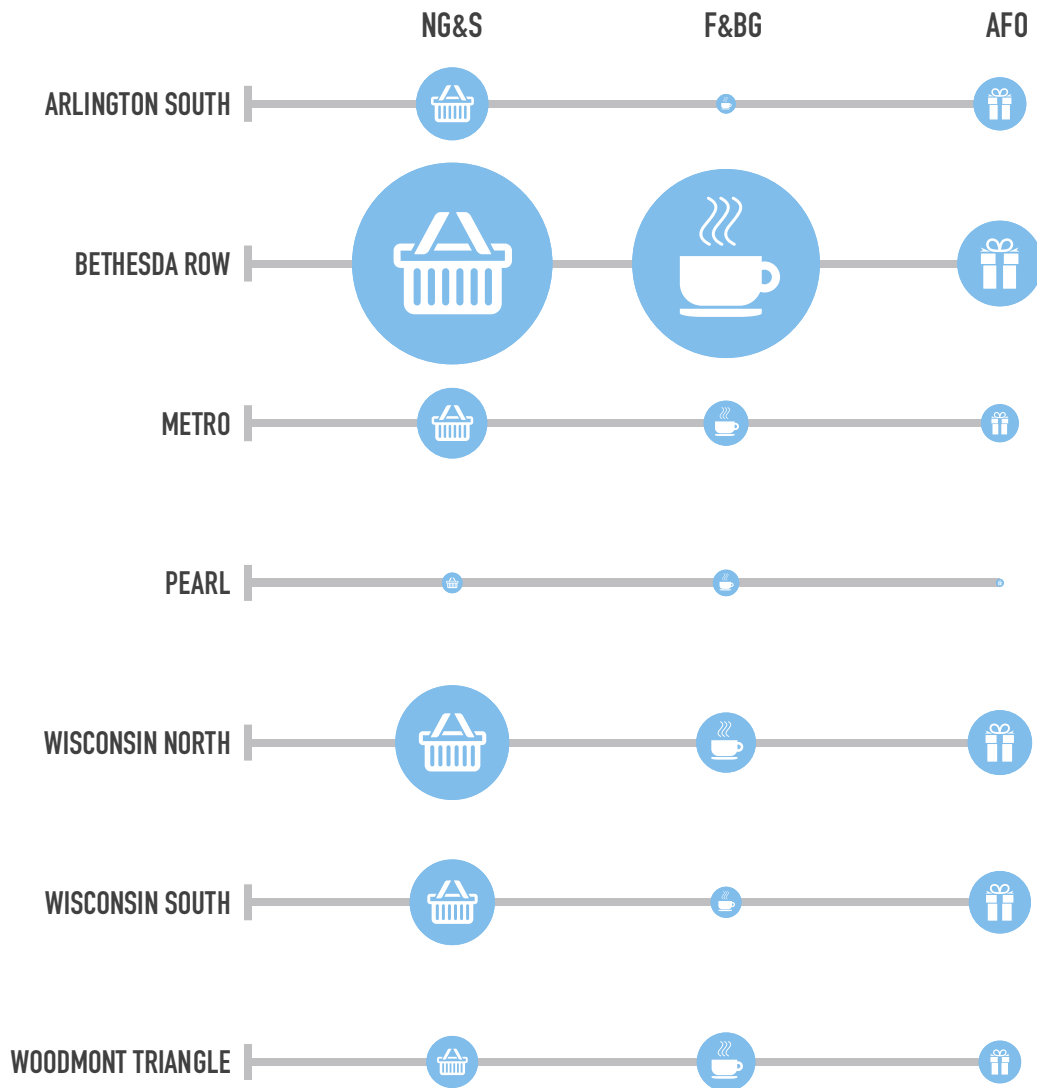 NG&S F&BG AFO
ARLINGTON SOUTH
BETHESDA ROW
METRO
PEARL
WISCONSIN NORTH
WISCONSIN SOUTH
WOODMONT TRIANGLE